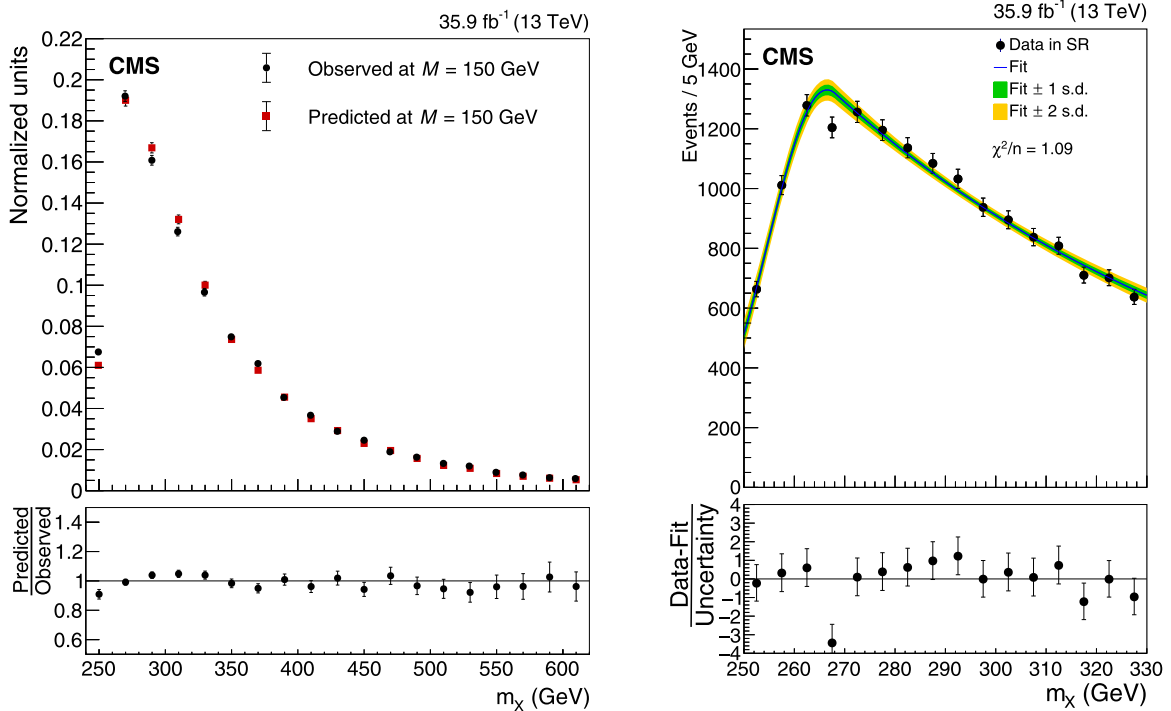 35.9 fb⁻¹ (13 TeV)
CMS
Observed at M = 150 GeV
Predicted at M = 150 GeV
Normalized units
0.22
0.2
0.18
0.16
0.14
0.12
0.1
0.08
0.06
0.04
0.02
0
Predicted
Observed
1.4
1.2
1
0.8
0.6
250 300 350 400 450 500 550 600
m_X (GeV)
35.9 fb⁻¹ (13 TeV)
CMS
Data in SR
Fit
Fit ± 1 s.d.
Fit ± 2 s.d.
χ²/n = 1.09
Events / 5 GeV
1400
1200
1000
800
600
400
200
0
Data-Fit
Uncertainty
4
3
2
1
0
−1
−2
−3
−4
250 260 270 280 290 300 310 320 330
m_X (GeV)